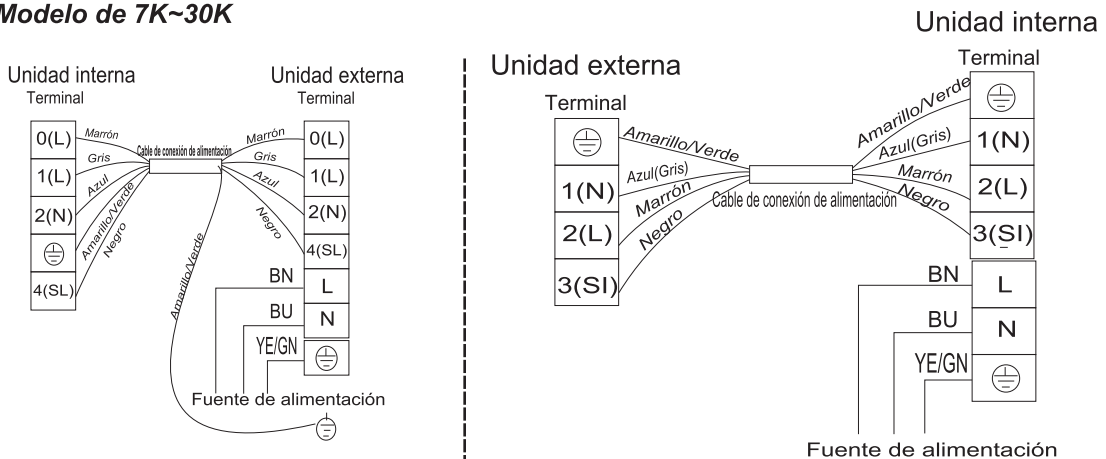 Modelo de 7K~30K
Unidad interna
Terminal
Unidad externa
Terminal
0(L)
1(L)
2(N)
4(SL)
Marrón
Gris
Azul
Amarillo/Verde
Negro
Cable de conexión de alimentación
Marrón
Gris
Azul
Negro
Amarillo/Verde
0(L)
1(L)
2(N)
4(SL)
L
N
BN
BU
YE/GN
Fuente de alimentación
Unidad externa
Terminal
1(N)
2(L)
3(SI)
Amarillo/Verde
Azul(Gris)
Marrón
Negro
Cable de conexión de alimentación
Unidad interna
Terminal
Amarillo/Verde
Azul(Gris)
Marrón
Negro
1(N)
2(L)
3(SI)
L
N
BN
BU
YE/GN
Fuente de alimentación